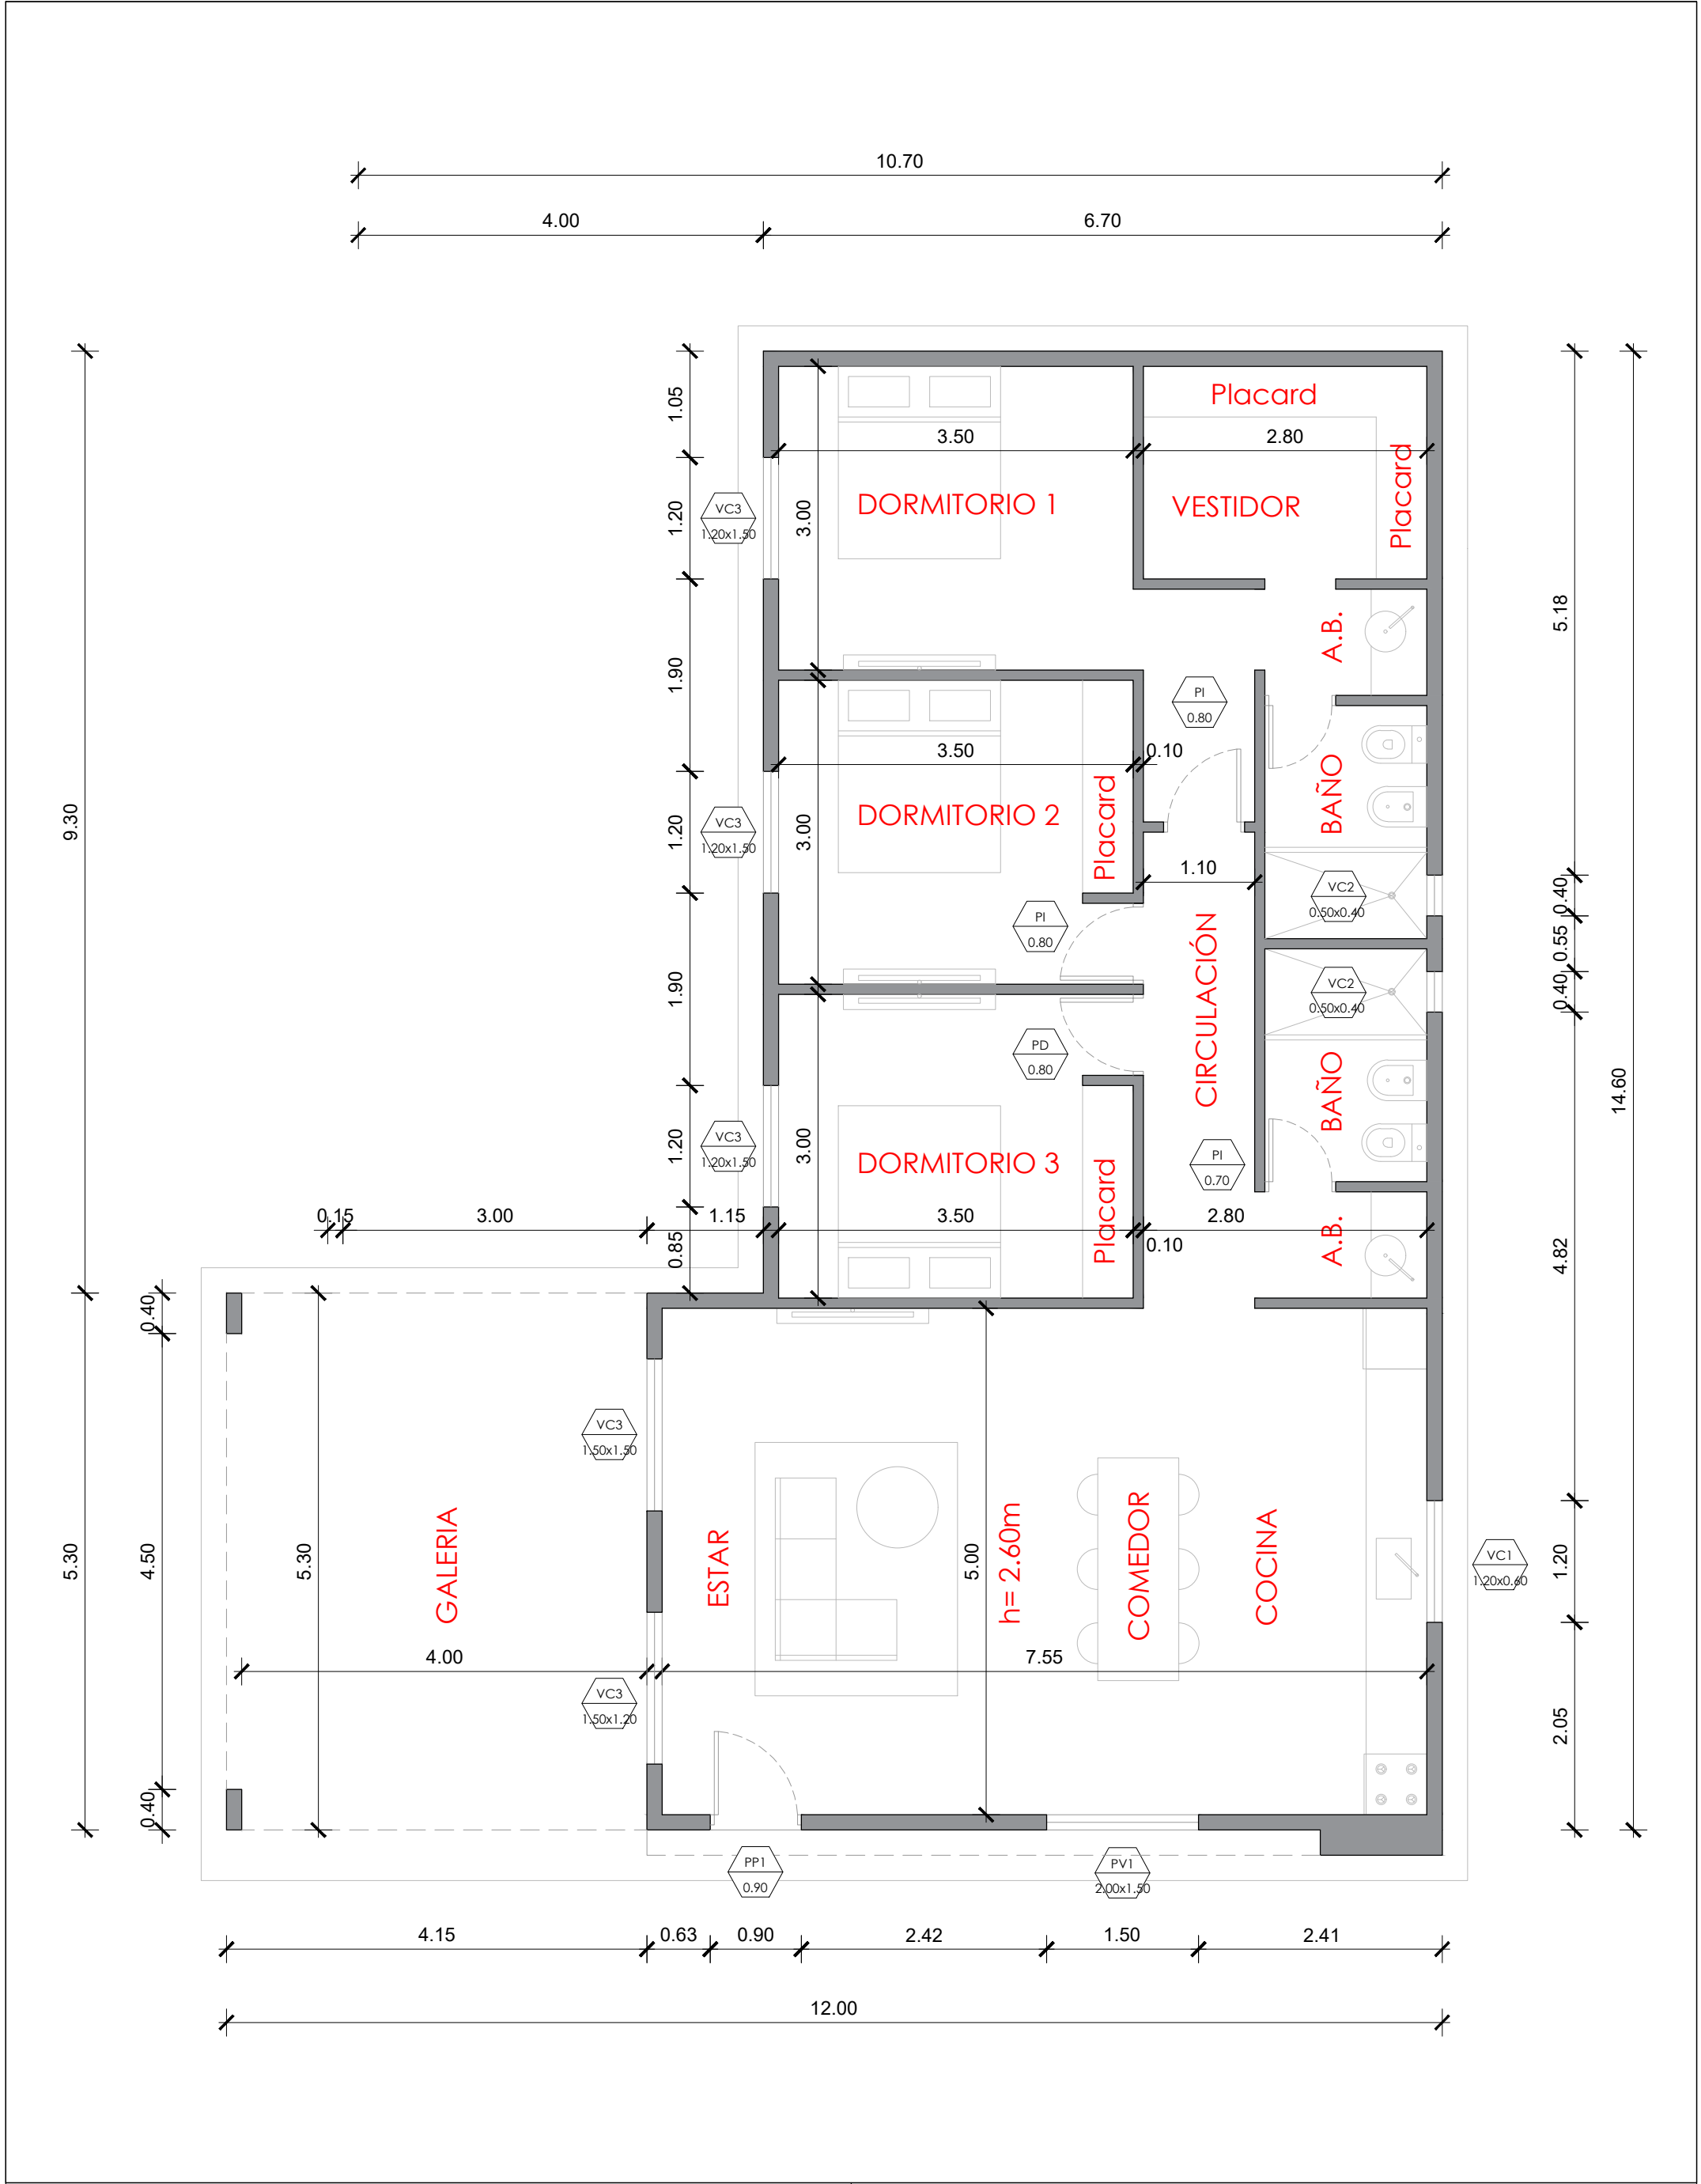 10.70
4.00
6.70
Placard
1.05
3.50
2.80
Placard
VC3
1.20x1.50
1.20
3.00
DORMITORIO 1
VESTIDOR
5.18
A.B.
1.90
PI
0.80
3.50
0.10
9.30
VC3
1.20x1.50
1.20
3.00
DORMITORIO 2
Placard
BAÑO
1.10
VC2
0.50x0.40
0.40
PI
0.80
0.55
CIRCULACIÓN
1.90
VC2
0.50x0.40
0.40
PD
0.80
BAÑO
14.60
VC3
1.20x1.50
1.20
3.00
DORMITORIO 3
Placard
PI
0.70
0.15
3.00
1.15
3.50
0.10
2.80
A.B.
0.85
4.82
0.40
VC3
1.50x1.50
5.30
4.50
5.30
GALERIA
ESTAR
5.00
h= 2.60m
COMEDOR
COCINA
VC1
1.20x0.60
1.20
4.00
7.55
VC3
1.50x1.20
2.05
0.40
PP1
0.90
PV1
2.00x1.50
4.15
0.63
0.90
2.42
1.50
2.41
12.00